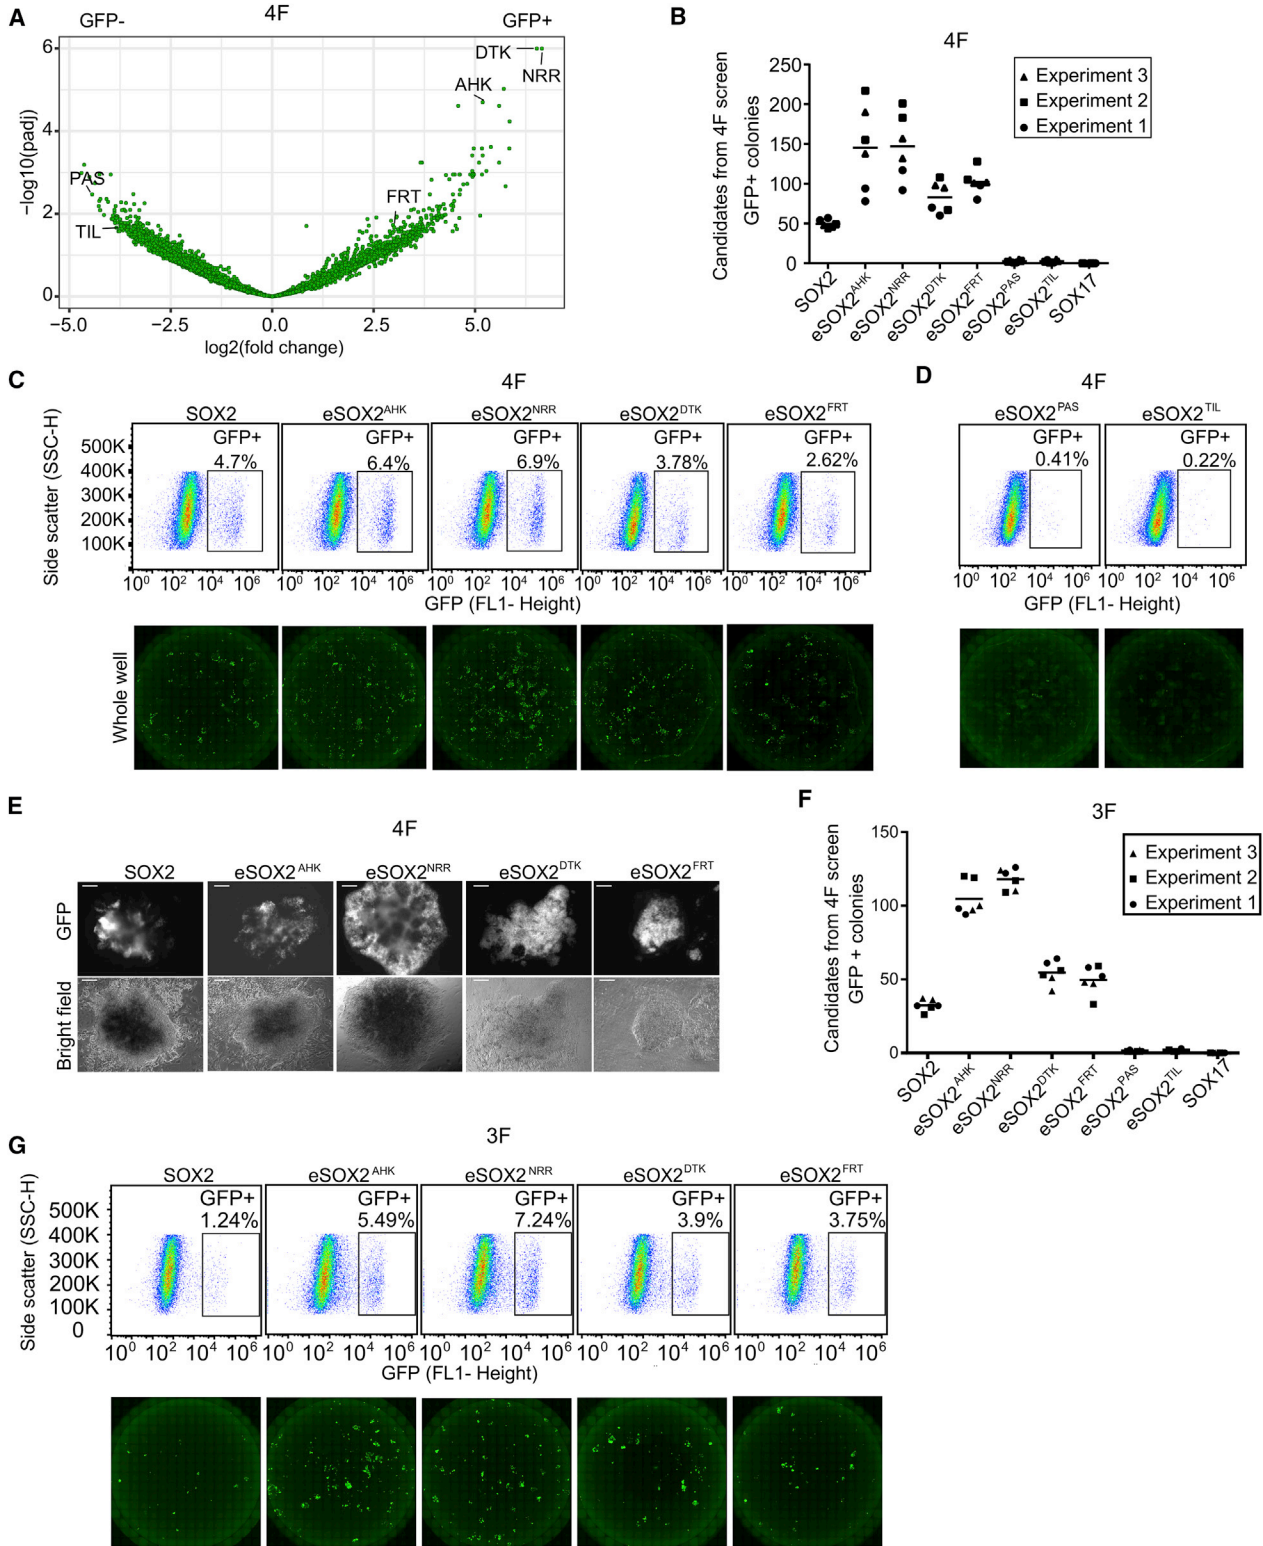 A
4F
GFP-
GFP+
DTK
NRR
AHK
PAS
TIL
FRT
6
4
2
0
−log10(padj)
−5.0
−2.5
0.0
2.5
5.0
log2(fold change)
B
4F
Candidates from 4F screen
GFP+ colonies
250
200
150
100
50
0
Experiment 3
Experiment 2
Experiment 1
SOX2
eSOX2AHK
eSOX2NRR
eSOX2DTK
eSOX2FRT
eSOX2PAS
eSOX2TIL
SOX17
C
4F
SOX2
eSOX2AHK
eSOX2NRR
eSOX2DTK
eSOX2FRT
Side scatter (SSC-H)
500K
400K
300K
200K
100K
GFP+
4.7%
GFP+
6.4%
GFP+
6.9%
GFP+
3.78%
GFP+
2.62%
100 102 104 106
100 102 104 106
100 102 104 106
100 102 104 106
100 102 104 106
GFP (FL1- Height)
Whole well
D
4F
eSOX2PAS
eSOX2TIL
GFP+
0.41%
GFP+
0.22%
100 102 104 106
100 102 104 106
GFP (FL1- Height)
E
4F
SOX2
eSOX2AHK
eSOX2NRR
eSOX2DTK
eSOX2FRT
GFP
Bright field
F
3F
Candidates from 4F screen
GFP + colonies
150
100
50
0
Experiment 3
Experiment 2
Experiment 1
SOX2
eSOX2AHK
eSOX2NRR
eSOX2DTK
eSOX2FRT
eSOX2PAS
eSOX2TIL
SOX17
G
3F
SOX2
eSOX2AHK
eSOX2NRR
eSOX2DTK
eSOX2FRT
Side scatter (SSC-H)
500K
400K
300K
200K
100K
0
GFP+
1.24%
GFP+
5.49%
GFP+
7.24%
GFP+
3.9%
GFP+
3.75%
100 102 104 106
100 102 104 106
100 102 104 106
100 102 104 106
100 102 104 106
GFP (FL1- Height)